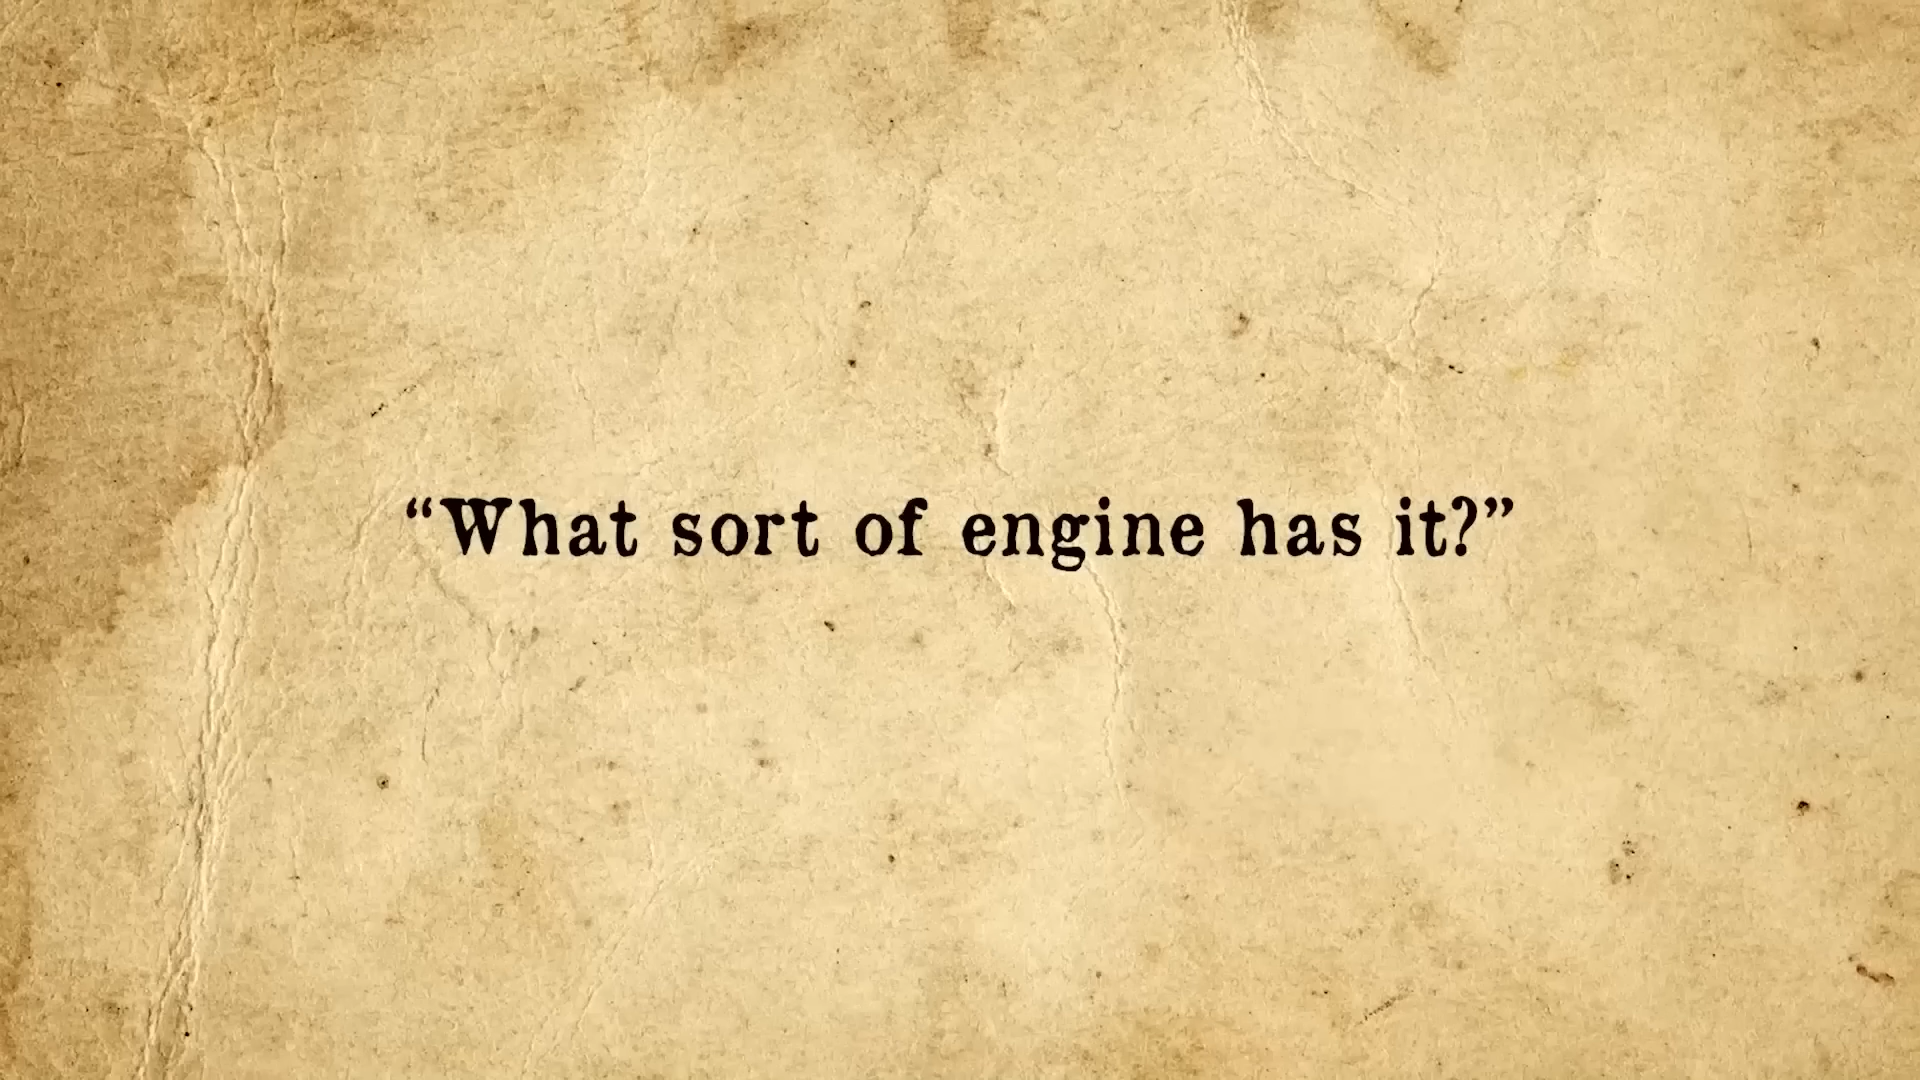 “What sort of engine has it?”